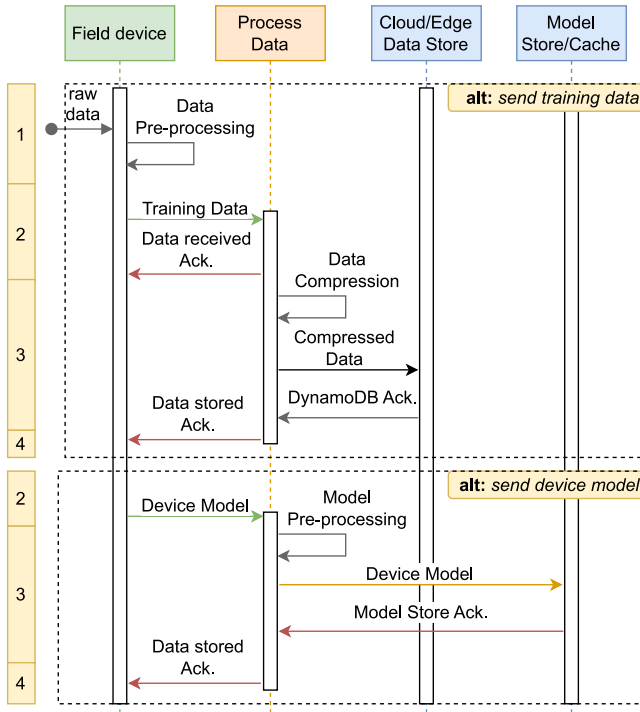 Field device
Process
Data
Cloud/Edge
Data Store
Model
Store/Cache
alt: send training data
raw
data
1
Data
Pre-processing
2
Training Data
Data received
Ack.
Data
Compression
3
Compressed
Data
DynamoDB Ack.
Data stored
Ack.
4
alt: send device model
2
Device Model
Model
Pre-processing
3
Device Model
Model Store Ack.
Data stored
Ack.
4